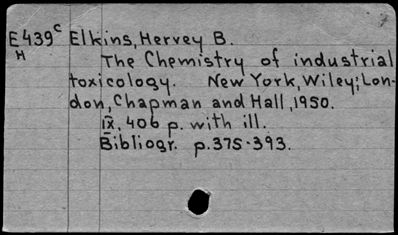 E439c Elkins, Hervey B.
H The Chemistry of industrial
toxicology. New York, Wiley; Lon-
don, Chapman and Hall, 1950.
IX, 406 p. with ill.
Bibliogr. p. 375-393.